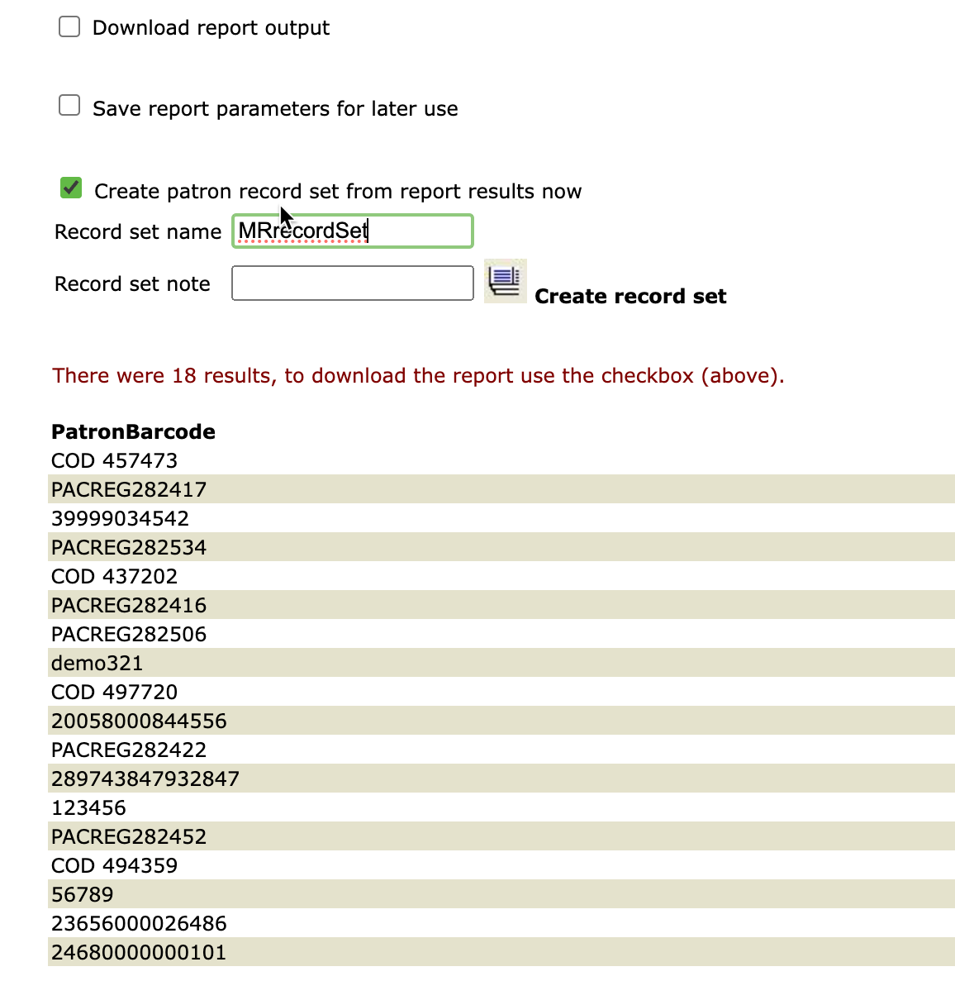 Download report output
Save report parameters for later use
Create patron record set from report results now
Record set name MRrecordSet
Record set note
Create record set
There were 18 results, to download the report use the checkbox (above).
PatronBarcode
COD 457473
PACREG282417
39999034542
PACREG282534
COD 437202
PACREG282416
PACREG282506
demo321
COD 497720
20058000844556
PACREG282422
289743847932847
123456
PACREG282452
COD 494359
56789
23656000026486
24680000000101